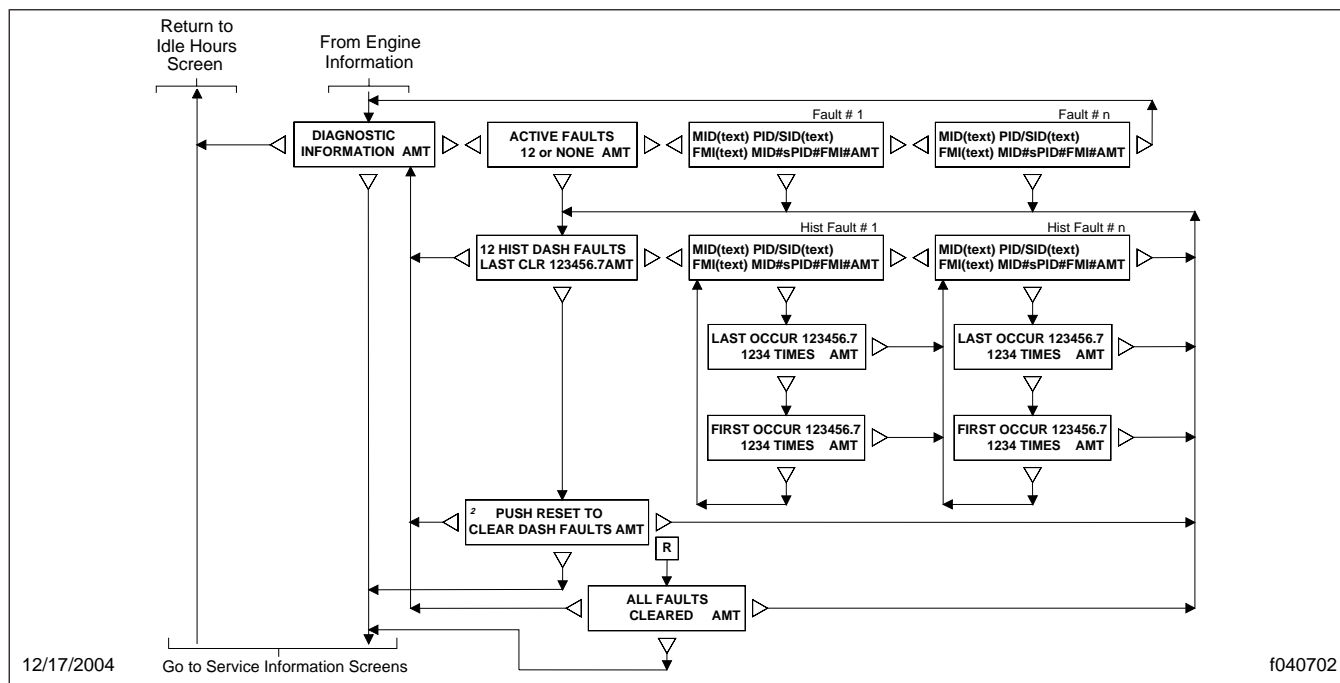 Return to
Idle Hours
Screen
From Engine
Information
Fault # 1
Fault # n
DIAGNOSTIC
INFORMATION AMT
ACTIVE FAULTS
12 or NONE AMT
MID(text) PID/SID(text)
FMI(text) MID#sPID#FMI#AMT
MID(text) PID/SID(text)
FMI(text) MID#sPID#FMI#AMT
Hist Fault # 1
Hist Fault # n
12 HIST DASH FAULTS
LAST CLR 123456.7AMT
MID(text) PID/SID(text)
FMI(text) MID#sPID#FMI#AMT
MID(text) PID/SID(text)
FMI(text) MID#sPID#FMI#AMT
LAST OCCUR 123456.7
1234 TIMES AMT
LAST OCCUR 123456.7
1234 TIMES AMT
FIRST OCCUR 123456.7
1234 TIMES AMT
FIRST OCCUR 123456.7
1234 TIMES AMT
2 PUSH RESET TO
CLEAR DASH FAULTS AMT
R
ALL FAULTS
CLEARED AMT
12/17/2004
Go to Service Information Screens
f040702